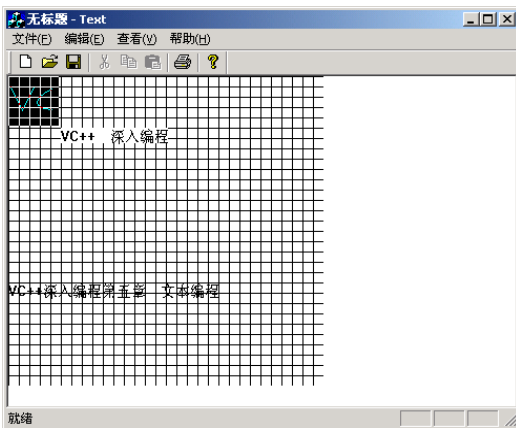 无标题 - Text
文件(F) 编辑(E) 查看(V) 帮助(H)
VC
VC++ 深入编程
VC++深入编程第五章 文本编程
就绪